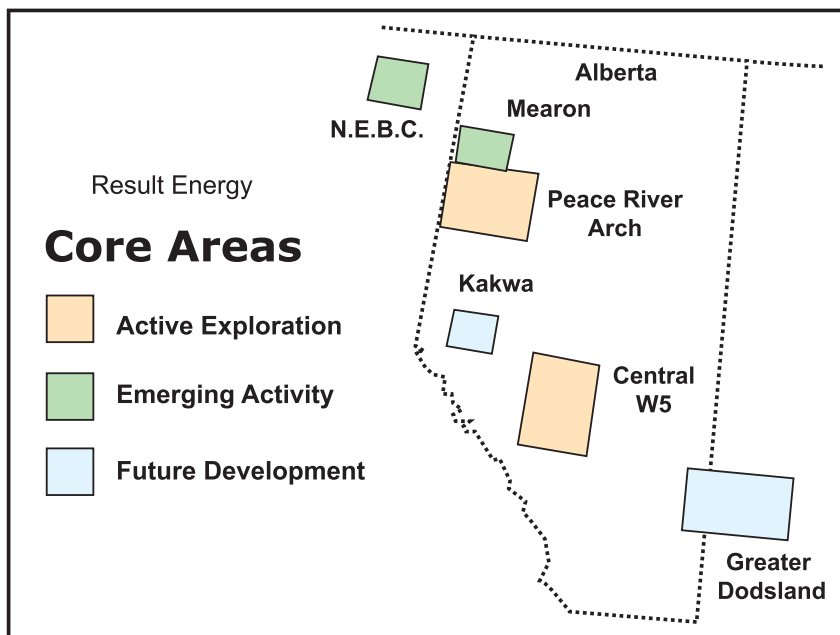 Alberta
Mearon
N.E.B.C.
Result Energy
Peace River
Arch
Core Areas
Kakwa
Active Exploration
Central
W5
Emerging Activity
Future Development
Greater
Dodsland